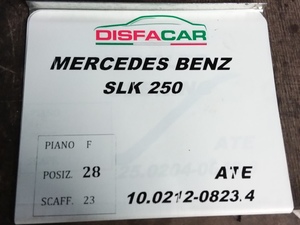 DISFACAR
MERCEDES BENZ
SLK 250
PIANO F
POSIZ. 28
SCAFF. 23
ATE
10.0212-0823.4